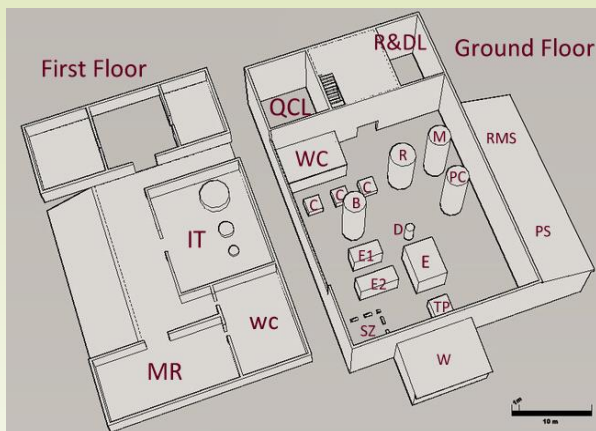 First Floor
Ground Floor
R&DL
QCL
WC
R
M
RMS
PC
C
C
C
B
D
PS
IT
E1
E
E2
wc
TP
SZ
MR
W
10 m